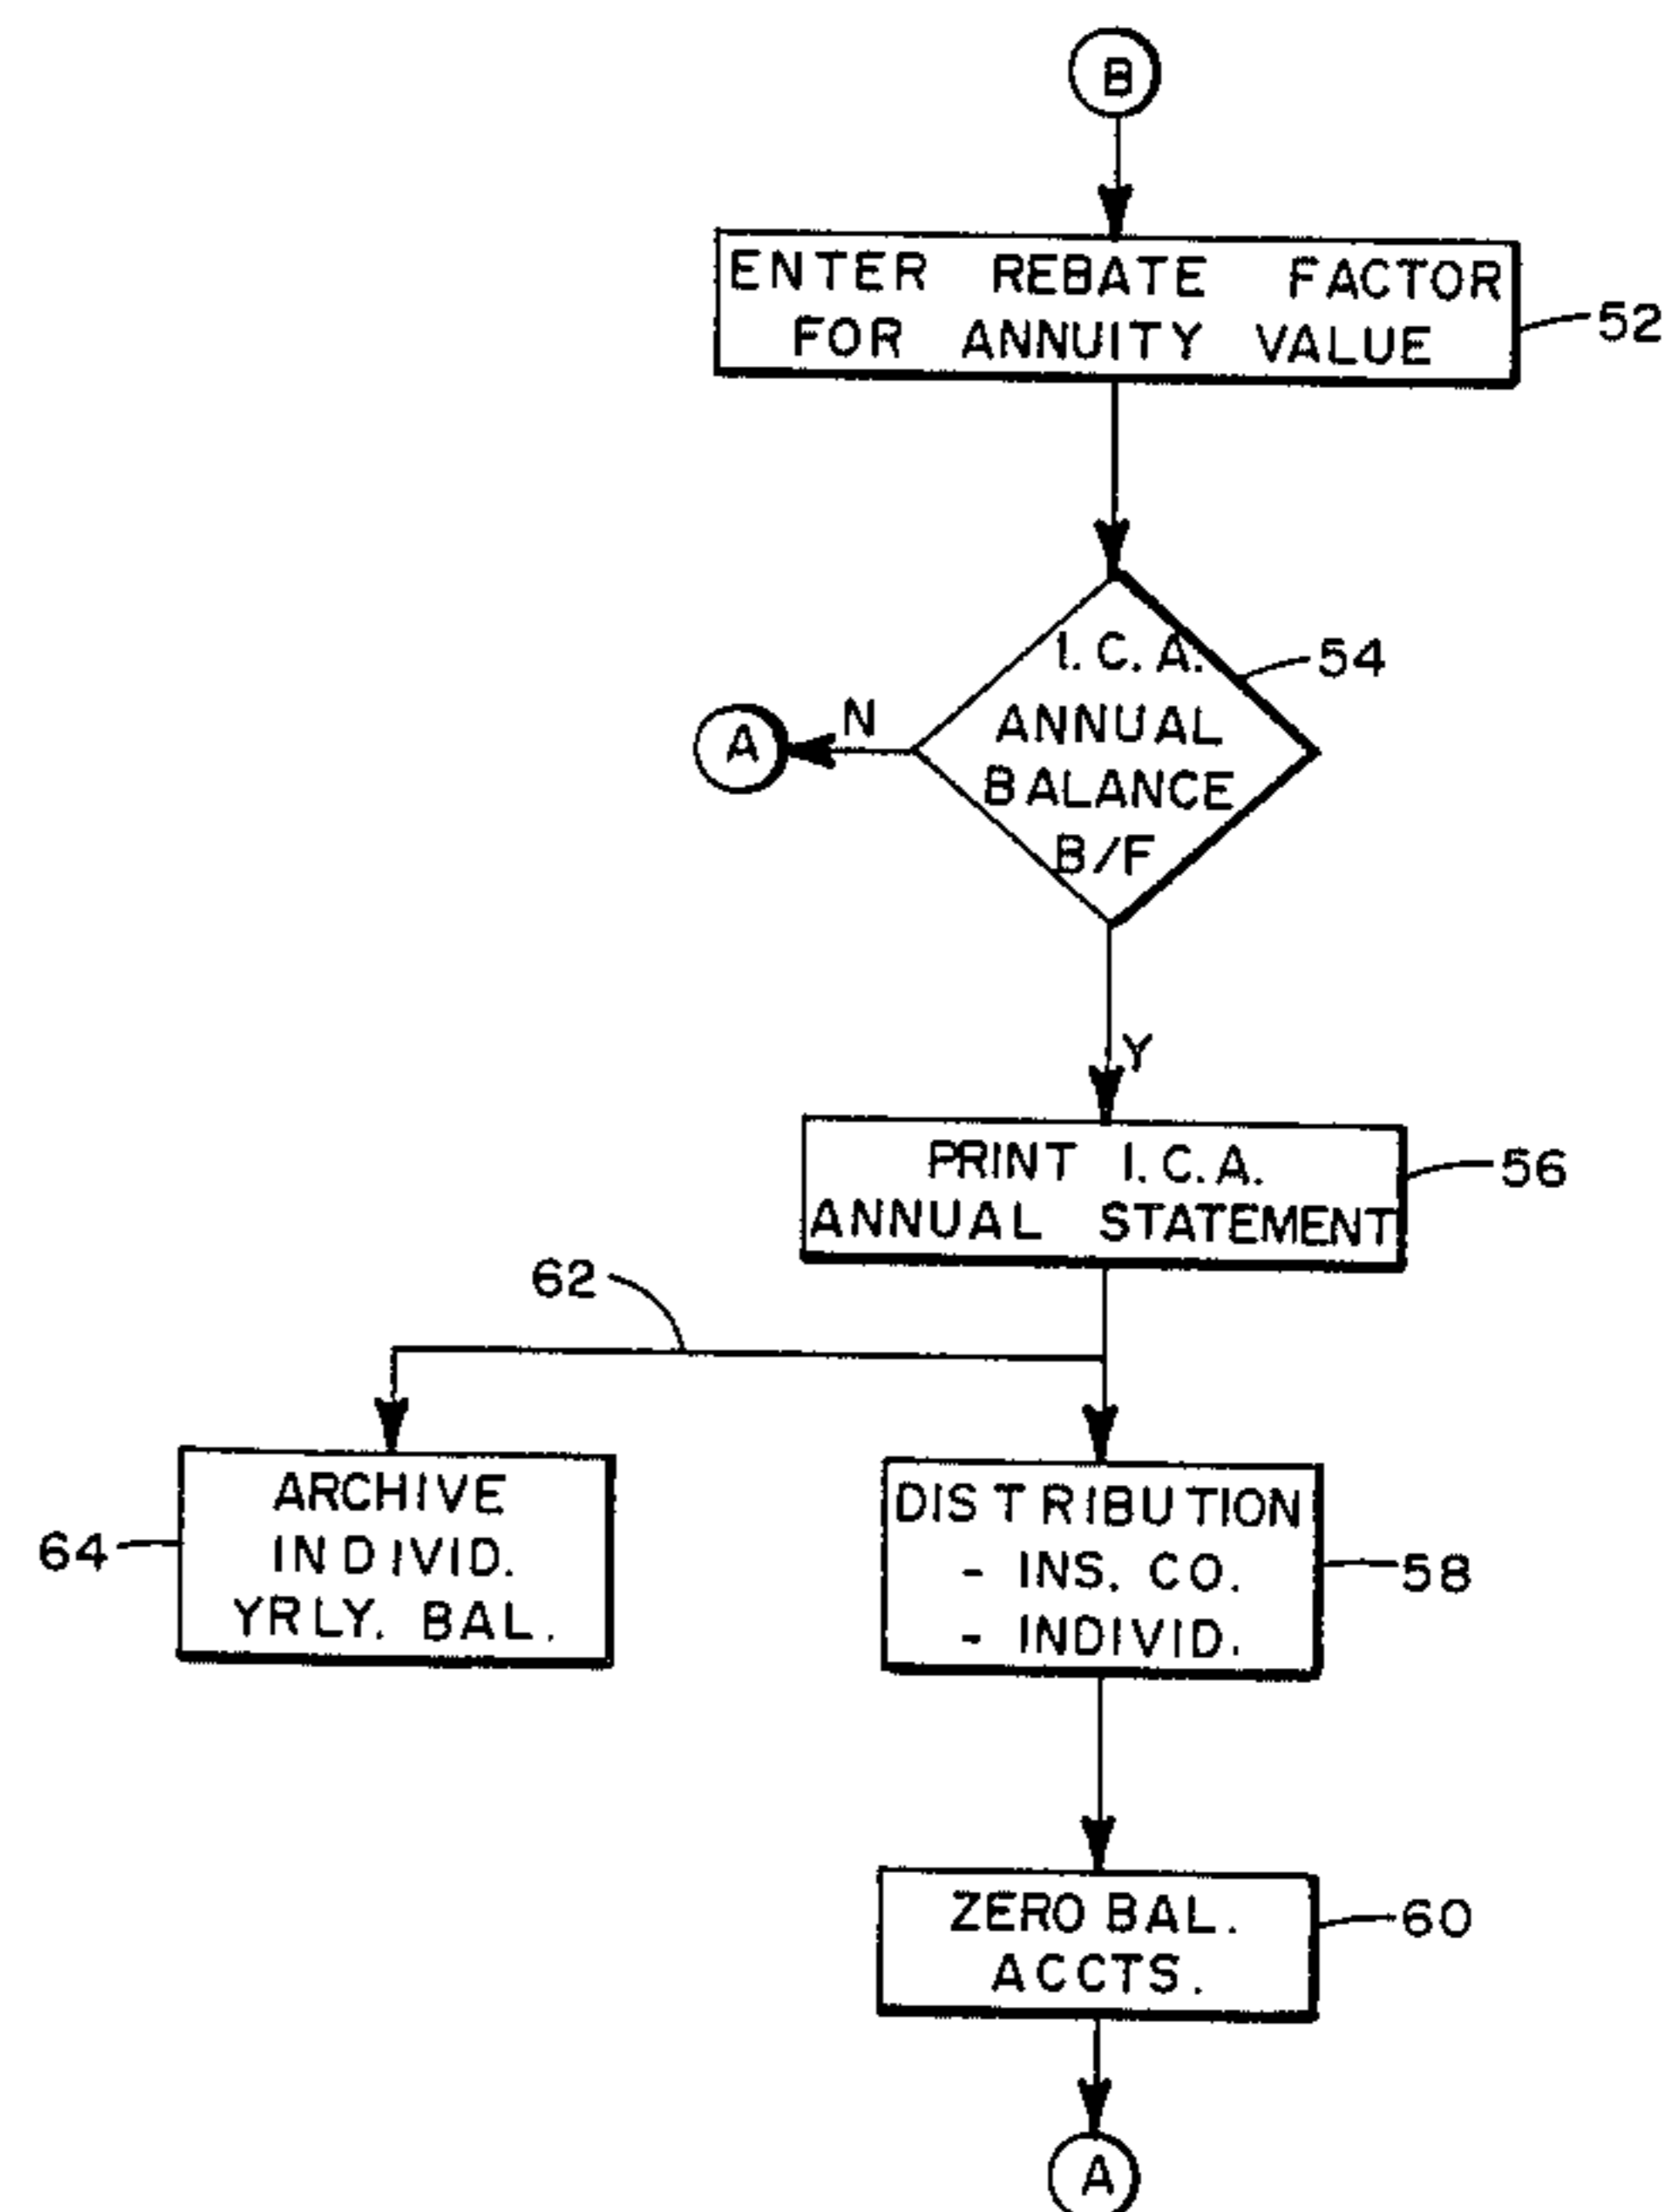 B
ENTER REBATE FACTOR
FOR ANNUITY VALUE
52
I.C.A.
ANNUAL
BALANCE
B/F
54
N
A
Y
PRINT I.C.A.
ANNUAL STATEMENT
56
62
ARCHIVE
INDIVID.
YRLY. BAL.
64
DISTRIBUTION
- INS. CO.
- INDIVID.
58
ZERO BAL.
ACCTS.
60
A